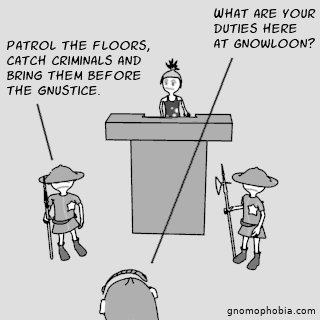 WHAT ARE YOUR
DUTIES HERE
AT GNOWLOON?
PATROL THE FLOORS,
CATCH CRIMINALS AND
BRING THEM BEFORE
THE GNUSTICE.
gnomophobia.com